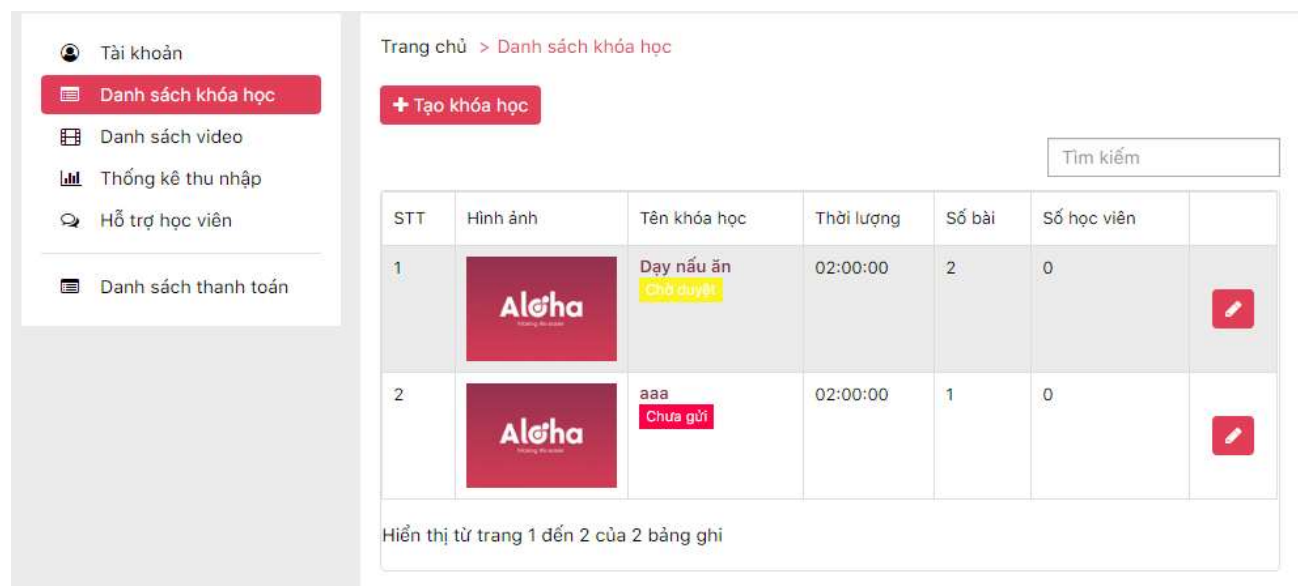 Tài khoản
Danh sách khóa học
Danh sách video
Thống kê thu nhập
Hỗ trợ học viên
Danh sách thanh toán
Trang chủ > Danh sách khóa học
Tạo khóa học
Tìm kiếm
STT Hình ảnh Tên khóa học Thời lượng Số bài Số học viên
1 Aloha Dạy nấu ăn 02:00:00 2 0
Chờ duyệt
2 Aloha aaa 02:00:00 1 0
Chưa gửi
Hiển thị từ trang 1 đến 2 của 2 bảng ghi